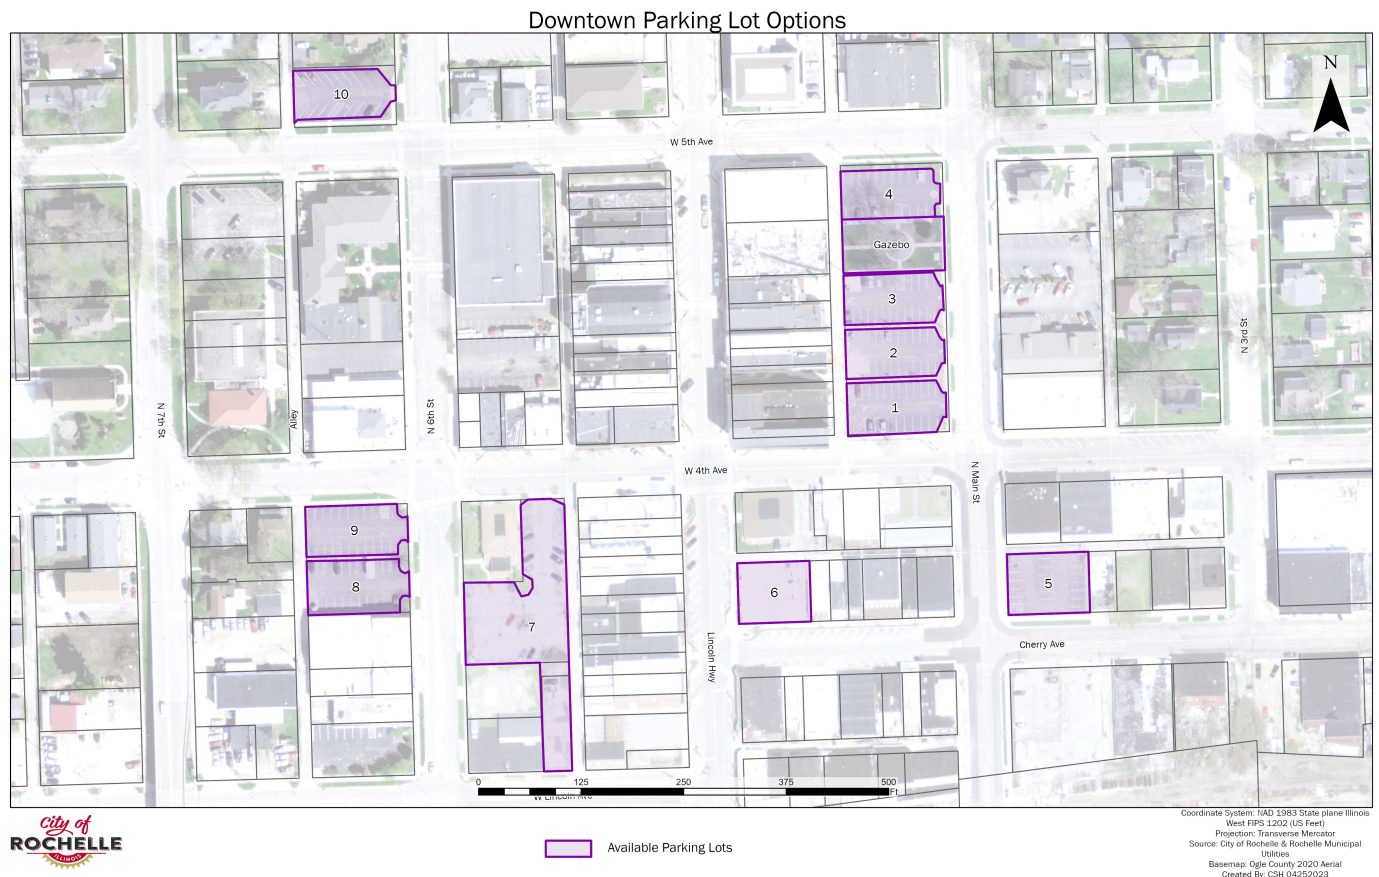 Downtown Parking Lot Options
N
10
W 5th Ave
4
Gazebo
3
2
1
N 3rd St
N 7th St
Alley
N 6th St
W 4th Ave
N Main St
9
8
7
6
5
Lincoln Hwy
Cherry Ave
0 125 250 375 500
Ft
W Lincoln Ave
City of
ROCHELLE
ILLINOIS
Available Parking Lots
Coordinate System: NAD 1983 State plane Illinois
West FIPS 1202 (US Feet)
Projection: Transverse Mercator
Source: City of Rochelle & Rochelle Municipal
Utilities
Basemap: Ogle County 2020 Aerial
Created By: CSH 04252023